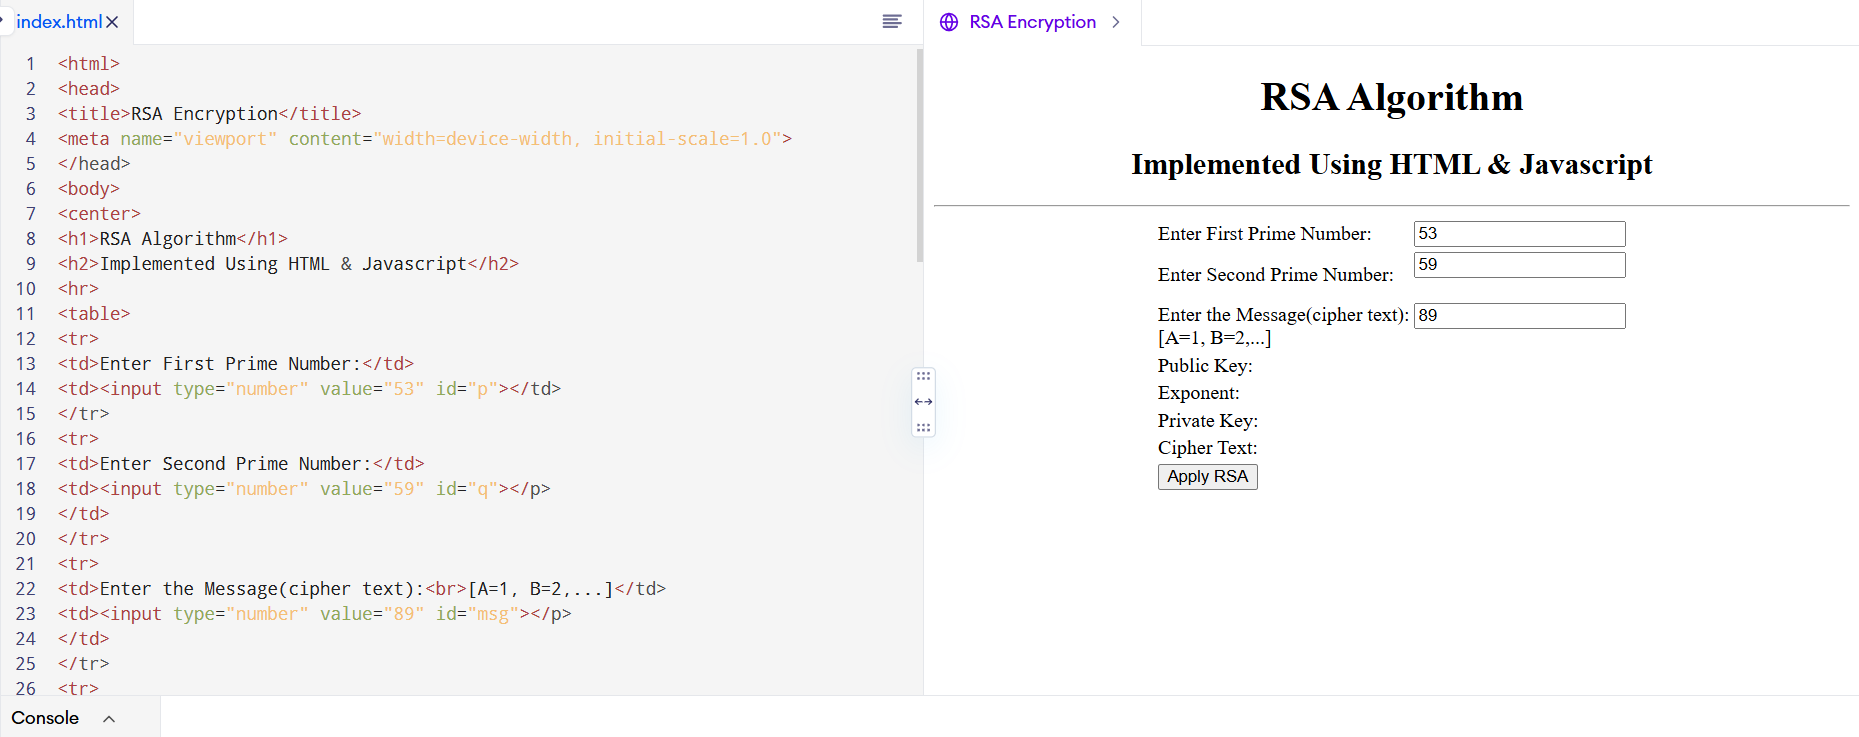 index.html
1 <html>
2 <head>
3 <title>RSA Encryption</title>
4 <meta name="viewport" content="width=device-width, initial-scale=1.0">
5 </head>
6 <body>
7 <center>
8 <h1>RSA Algorithm</h1>
9 <h2>Implemented Using HTML & Javascript</h2>
10 <hr>
11 <table>
12 <tr>
13 <td>Enter First Prime Number:</td>
14 <td><input type="number" value="53" id="p"></td>
15 </tr>
16 <tr>
17 <td>Enter Second Prime Number:</td>
18 <td><input type="number" value="59" id="q"></p>
19 </td>
20 </tr>
21 <tr>
22 <td>Enter the Message(cipher text):<br>[A=1, B=2,...]</td>
23 <td><input type="number" value="89" id="msg"></p>
24 </td>
25 </tr>
26 <tr>
Console
RSA Encryption
RSA Algorithm
Implemented Using HTML & Javascript
Enter First Prime Number: 53
Enter Second Prime Number: 59
Enter the Message(cipher text): 89
[A=1, B=2,...]
Public Key:
Exponent:
Private Key:
Cipher Text:
Apply RSA